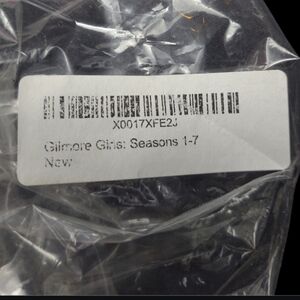 X0017XFE2J
Gilmore Girls: Seasons 1-7
New